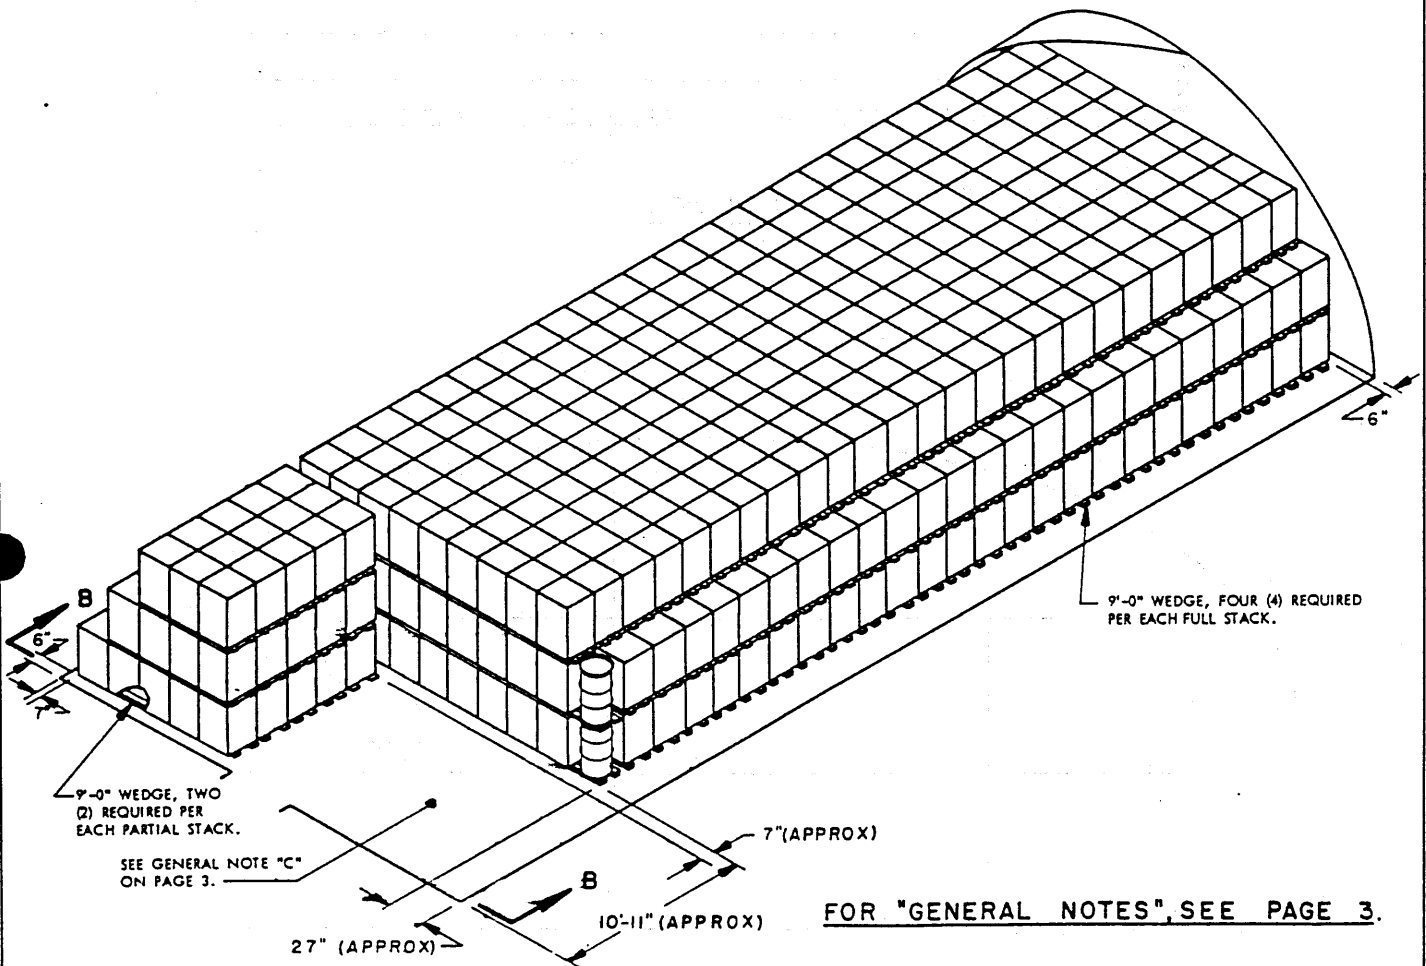 6"
9'-0" WEDGE, FOUR (4) REQUIRED
PER EACH FULL STACK.
B
6"
7"
9'-0" WEDGE, TWO
(2) REQUIRED PER
EACH PARTIAL STACK.
SEE GENERAL NOTE "C"
ON PAGE 3.
7" (APPROX)
B
10'-11" (APPROX)
27" (APPROX)
FOR "GENERAL NOTES", SEE PAGE 3.